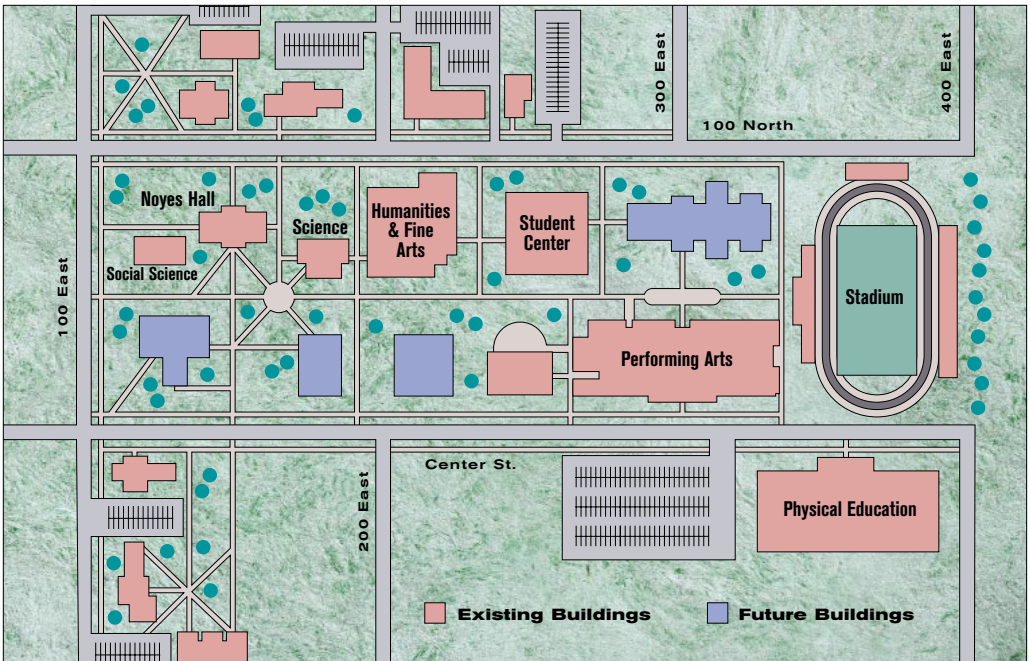 300 East
400 East
100 North
Noyes Hall
Science
Humanities
& Fine
Arts
Student
Center
Social Science
100 East
Stadium
Performing Arts
Center St.
200 East
Physical Education
Existing Buildings
Future Buildings